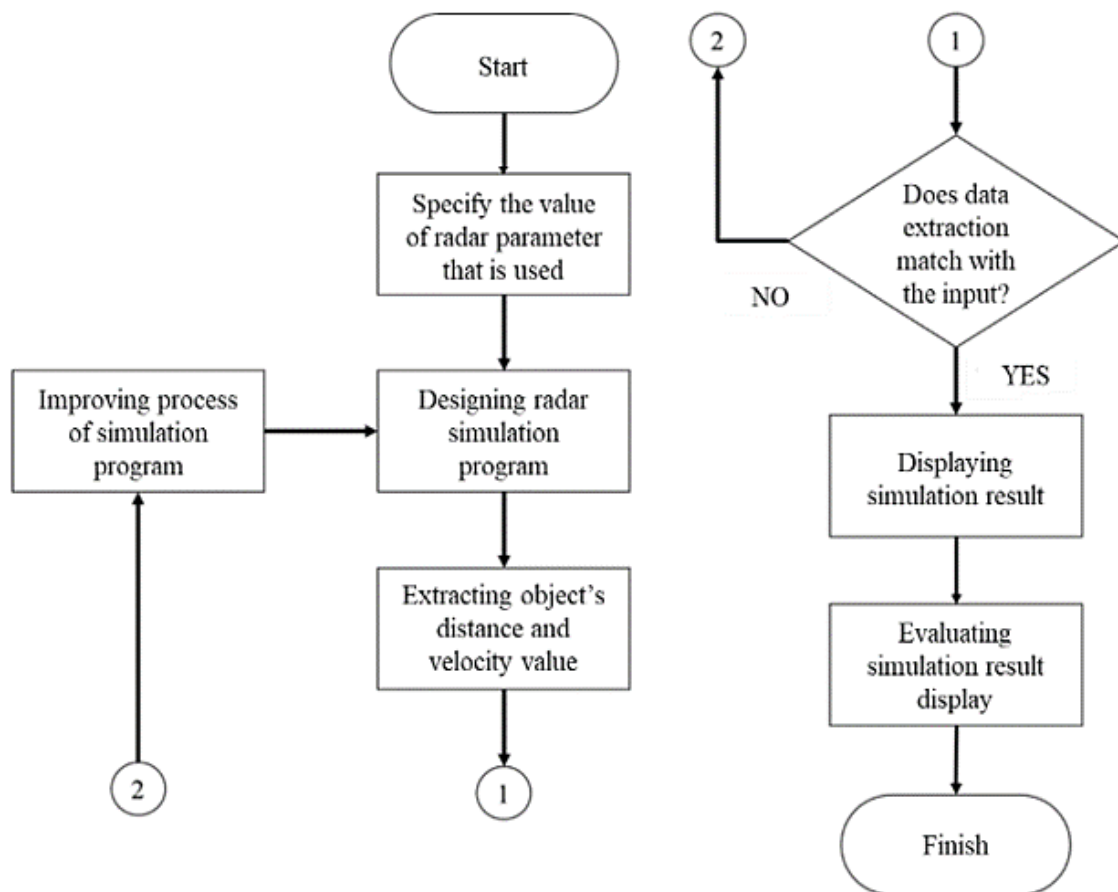 Start
Specify the value
of radar parameter
that is used
Improving process
of simulation
program
Designing radar
simulation
program
Extracting object's
distance and
velocity value
2
1
2
1
Does data
extraction
match with
the input?
NO
YES
Displaying
simulation result
Evaluating
simulation result
display
Finish